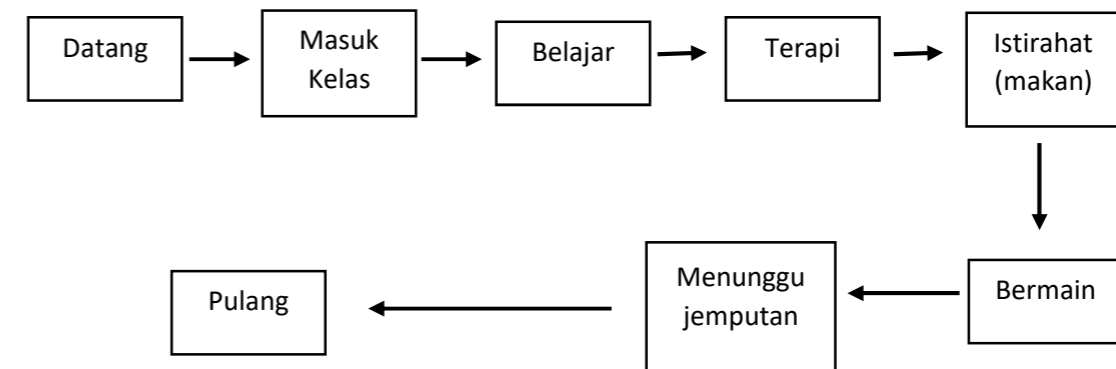 Datang
Masuk
Kelas
Belajar
Terapi
Istirahat
(makan)
Bermain
Menunggu
jemputan
Pulang